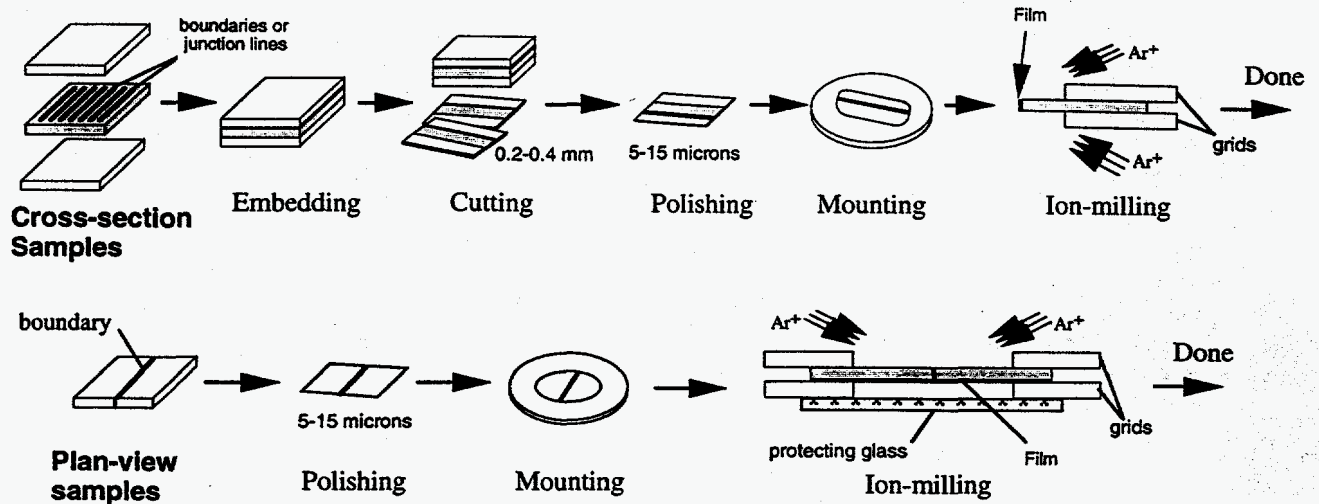 boundaries or
junction lines
Film
Ar+
Done
0.2-0.4 mm
5-15 microns
Ar+
grids
Cross-section
Samples
Embedding
Cutting
Polishing
Mounting
Ion-milling
boundary
Ar+
Ar+
Done
5-15 microns
grids
protecting glass
Film
Plan-view
samples
Polishing
Mounting
Ion-milling